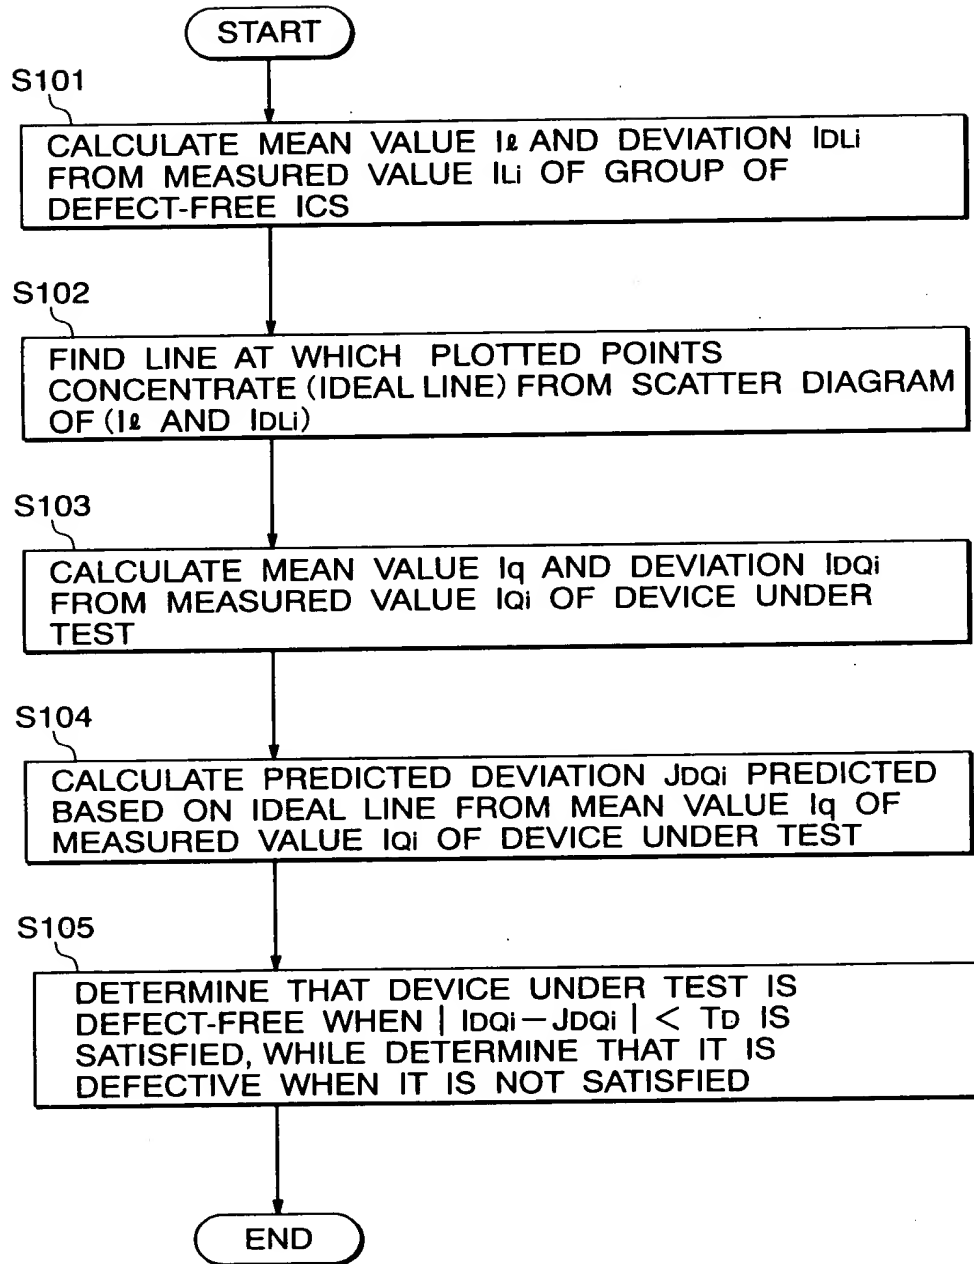 START
S101
CALCULATE MEAN VALUE Iℓ AND DEVIATION IDLi
FROM MEASURED VALUE ILi OF GROUP OF
DEFECT-FREE ICS
S102
FIND LINE AT WHICH PLOTTED POINTS
CONCENTRATE (IDEAL LINE) FROM SCATTER DIAGRAM
OF (Iℓ AND IDLi)
S103
CALCULATE MEAN VALUE Iq AND DEVIATION IDQi
FROM MEASURED VALUE IQi OF DEVICE UNDER
TEST
S104
CALCULATE PREDICTED DEVIATION JDQi PREDICTED
BASED ON IDEAL LINE FROM MEAN VALUE Iq OF
MEASURED VALUE IQi OF DEVICE UNDER TEST
S105
DETERMINE THAT DEVICE UNDER TEST IS
DEFECT-FREE WHEN | IDQi－JDQi | < TD IS
SATISFIED, WHILE DETERMINE THAT IT IS
DEFECTIVE WHEN IT IS NOT SATISFIED
END